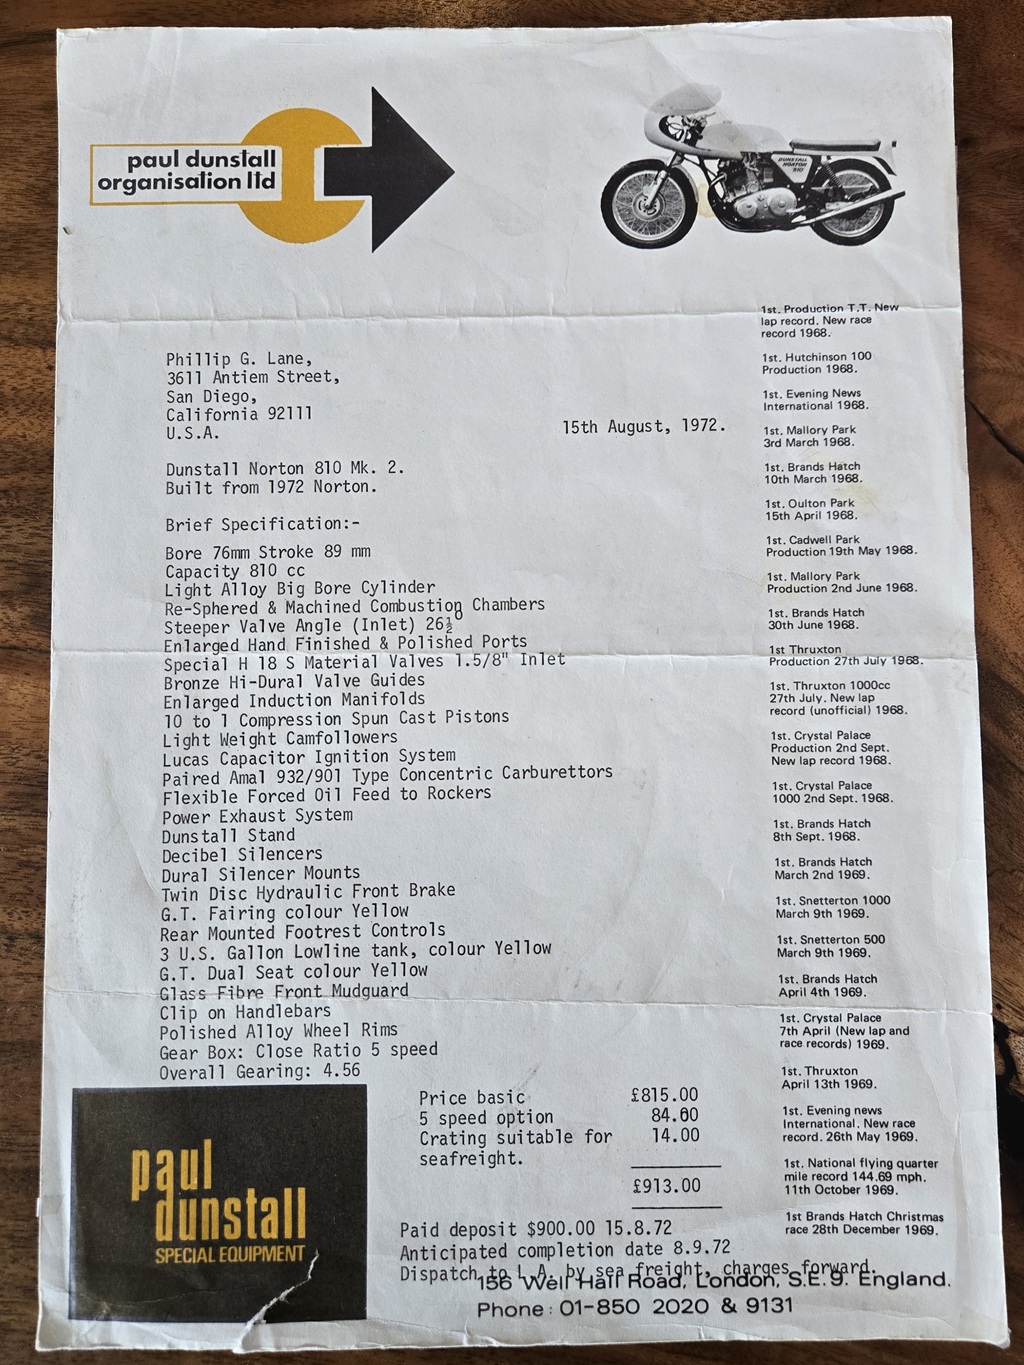 paul dunstall
organisation ltd
DUNSTALL
NORTON
810
Phillip G. Lane,
3611 Antiem Street,
San Diego,
California 92111
U.S.A.
15th August, 1972.
Dunstall Norton 810 Mk. 2.
Built from 1972 Norton.
Brief Specification:-
Bore 76mm Stroke 89 mm
Capacity 810 cc
Light Alloy Big Bore Cylinder
Re-Sphered & Machined Combustion Chambers
Steeper Valve Angle (Inlet) 26½°
Enlarged Hand Finished & Polished Ports
Special H 18 S Material Valves 1.5/8" Inlet
Bronze Hi-Dural Valve Guides
Enlarged Induction Manifolds
10 to 1 Compression Spun Cast Pistons
Light Weight Camfollowers
Lucas Capacitor Ignition System
Paired Amal 932/901 Type Concentric Carburettors
Flexible Forced Oil Feed to Rockers
Power Exhaust System
Dunstall Stand
Decibel Silencers
Dural Silencer Mounts
Twin Disc Hydraulic Front Brake
G.T. Fairing colour Yellow
Rear Mounted Footrest Controls
3 U.S. Gallon Lowline tank, colour Yellow
G.T. Dual Seat colour Yellow
Glass Fibre Front Mudguard
Clip on Handlebars
Polished Alloy Wheel Rims
Gear Box: Close Ratio 5 speed
Overall Gearing: 4.56
Price basic £815.00
5 speed option 84.00
Crating suitable for 14.00
seafreight.
£913.00
Paid deposit $900.00 15.8.72
Anticipated completion date 8.9.72
Dispatch to L.A. by sea freight, charges forward.
156 Well Hall Road, London, S.E.9. England.
Phone: 01-850 2020 & 9131
paul
dunstall
SPECIAL EQUIPMENT
1st. Production T.T. New
lap record. New race
record 1968.
1st. Hutchinson 100
Production 1968.
1st. Evening News
International 1968.
1st. Mallory Park
3rd March 1968.
1st. Brands Hatch
10th March 1968.
1st. Oulton Park
15th April 1968.
1st. Cadwell Park
Production 19th May 1968.
1st. Mallory Park
Production 2nd June 1968.
1st. Brands Hatch
30th June 1968.
1st Thruxton
Production 27th July 1968.
1st. Thruxton 1000cc
27th July. New lap
record (unofficial) 1968.
1st. Crystal Palace
Production 2nd Sept.
New lap record 1968.
1st. Crystal Palace
1000 2nd Sept. 1968.
1st. Brands Hatch
8th Sept. 1968.
1st. Brands Hatch
March 2nd 1969.
1st. Snetterton 1000
March 9th 1969.
1st. Snetterton 500
March 9th 1969.
1st. Brands Hatch
April 4th 1969.
1st. Crystal Palace
7th April (New lap and
race records) 1969.
1st. Thruxton
April 13th 1969.
1st. Evening news
International. New race
record. 26th May 1969.
1st. National flying quarter
mile record 144.69 mph.
11th October 1969.
1st Brands Hatch Christmas
race 28th December 1969.